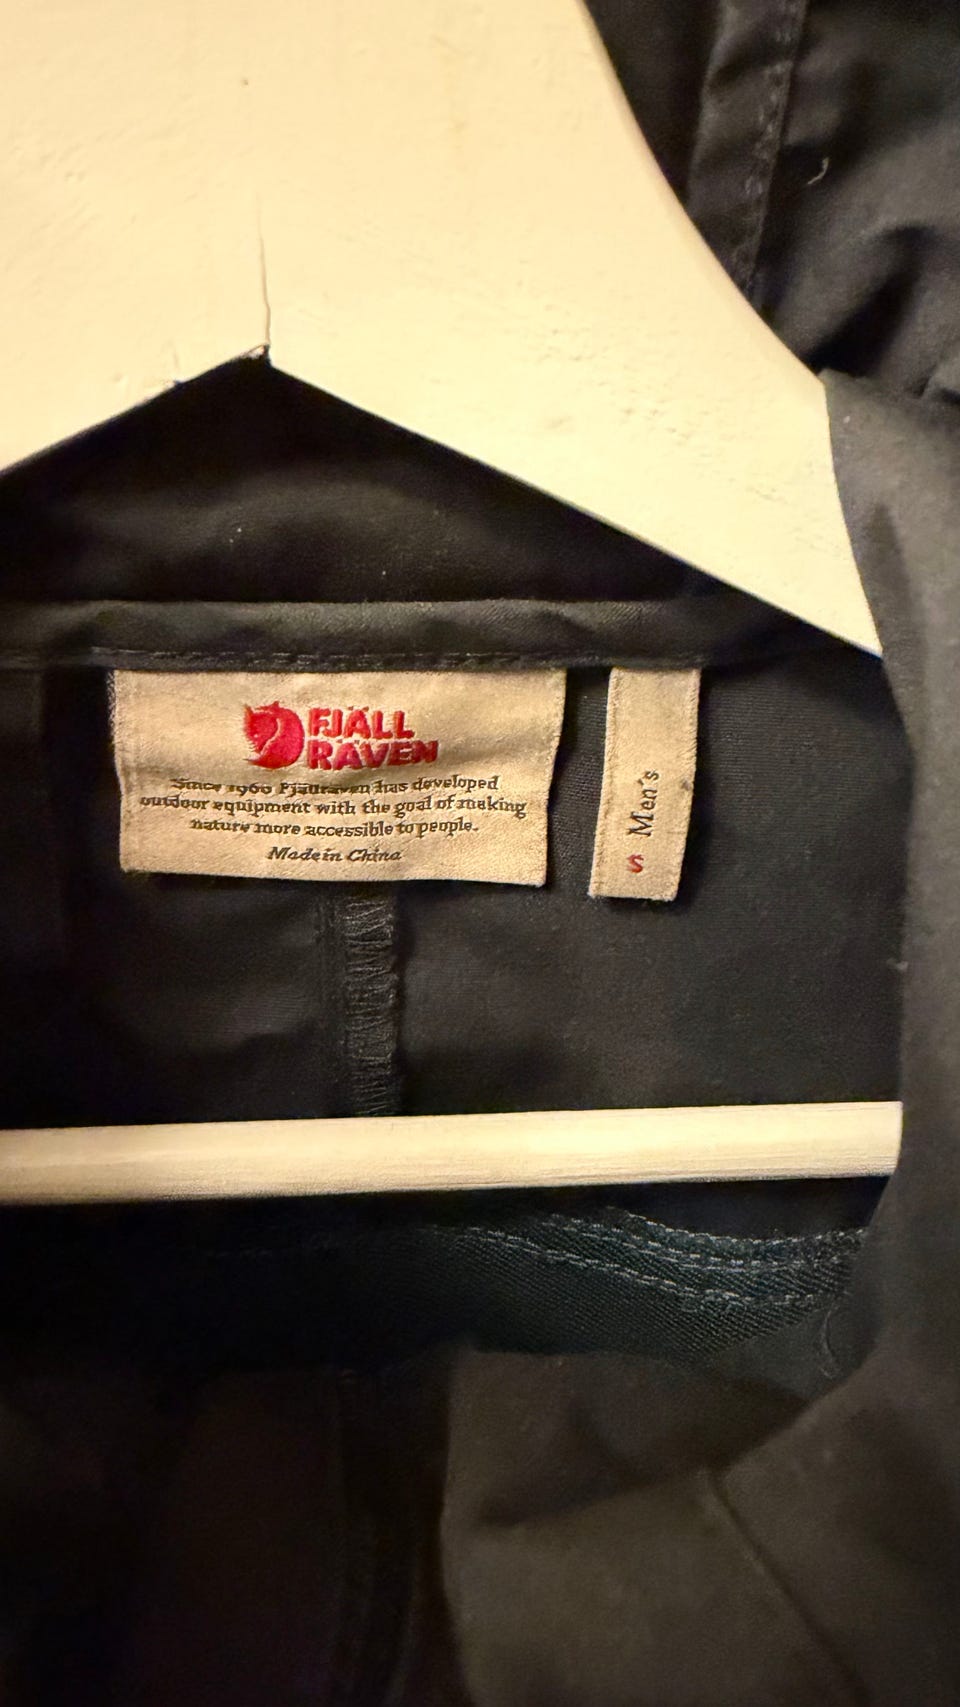 FJÄLL
RÄVEN
Since 1960 Fjällräven has developed
outdoor equipment with the goal of making
nature more accessible to people.
Made in China
S Men's